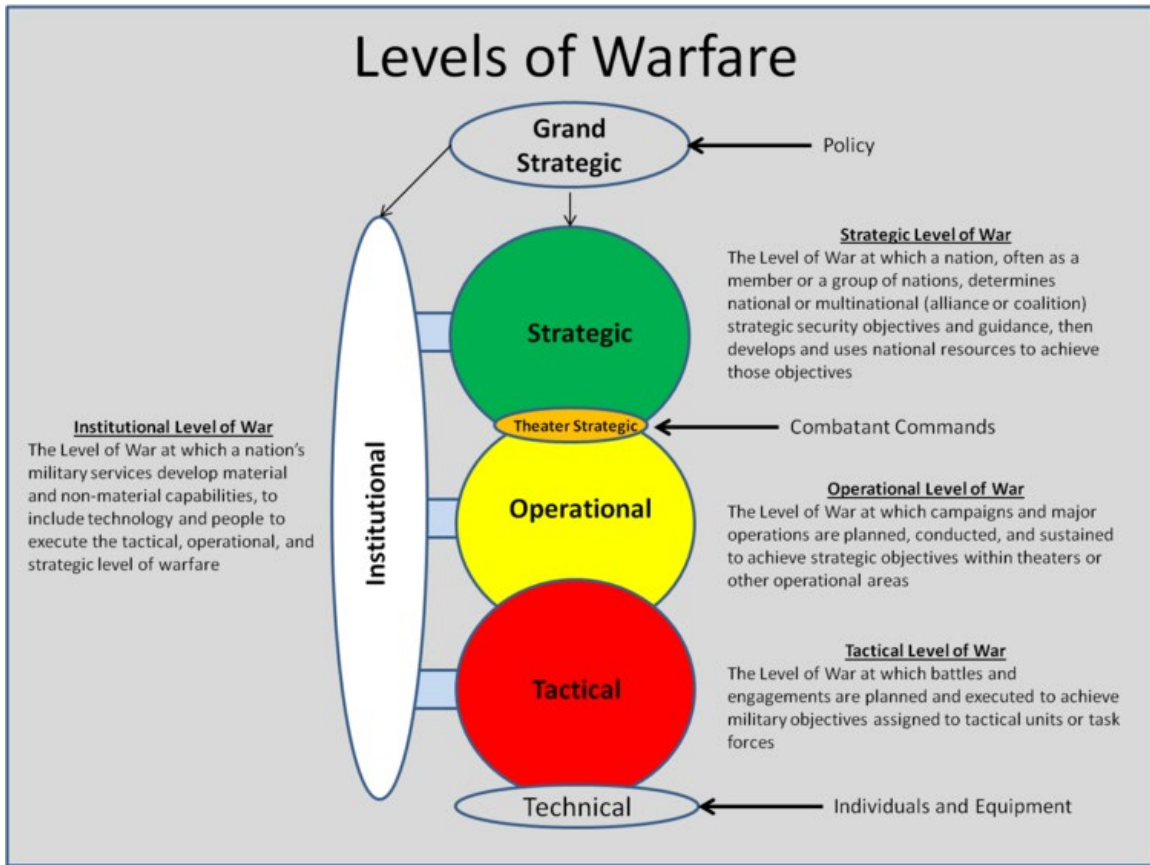 Levels of Warfare
Grand
Strategic
Policy
Strategic Level of War
The Level of War at which a nation, often as a
member or a group of nations, determines
national or multinational (alliance or coalition)
strategic security objectives and guidance, then
develops and uses national resources to achieve
those objectives
Strategic
Theater Strategic
Combatant Commands
Institutional Level of War
The Level of War at which a nation's
military services develop material
and non-material capabilities, to
include technology and people to
execute the tactical, operational, and
strategic level of warfare
Institutional
Operational
Operational Level of War
The Level of War at which campaigns and major
operations are planned, conducted, and sustained
to achieve strategic objectives within theaters or
other operational areas
Tactical
Tactical Level of War
The Level of War at which battles and
engagements are planned and executed to achieve
military objectives assigned to tactical units or task
forces
Technical
Individuals and Equipment